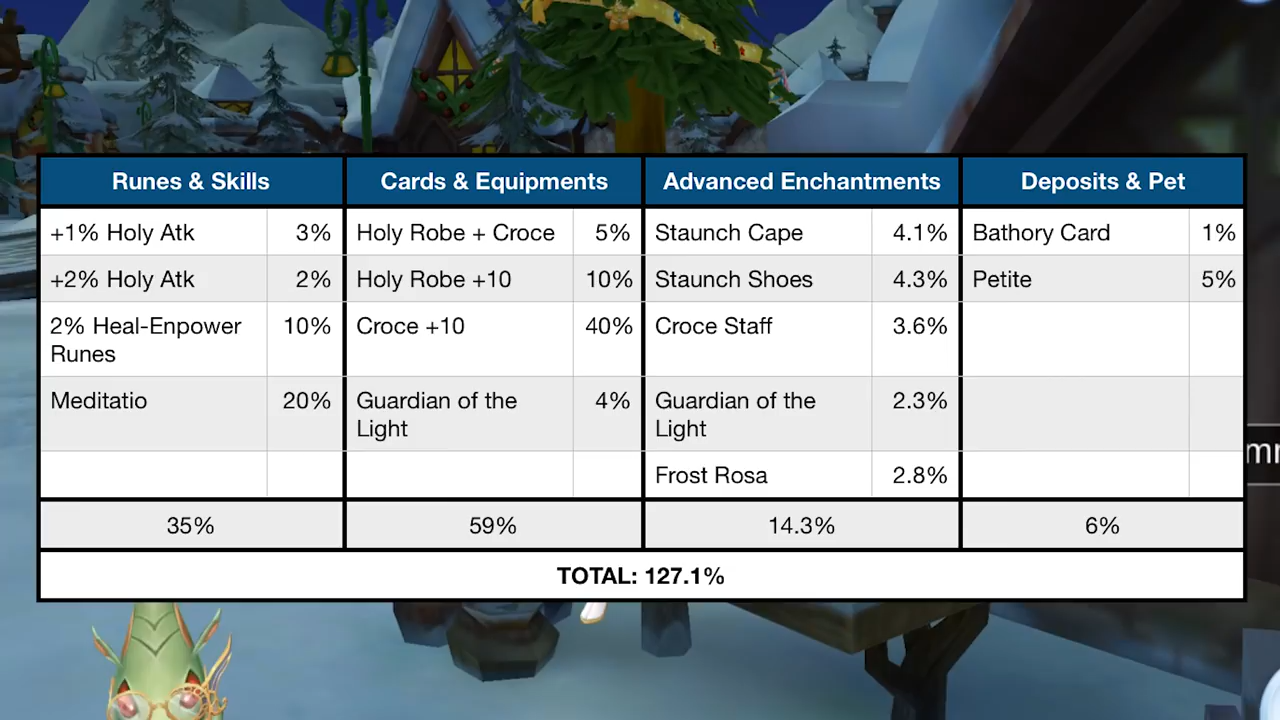 Runes & Skills Cards & Equipments Advanced Enchantments Deposits & Pet
+1% Holy Atk 3% Holy Robe + Croce 5% Staunch Cape 4.1% Bathory Card 1%
+2% Holy Atk 2% Holy Robe +10 10% Staunch Shoes 4.3% Petite 5%
2% Heal-Enpower 10% Croce +10 40% Croce Staff 3.6%
Runes
Meditatio 20% Guardian of the 4% Guardian of the 2.3%
Light Light
Frost Rosa 2.8%
35% 59% 14.3% 6%
TOTAL: 127.1%